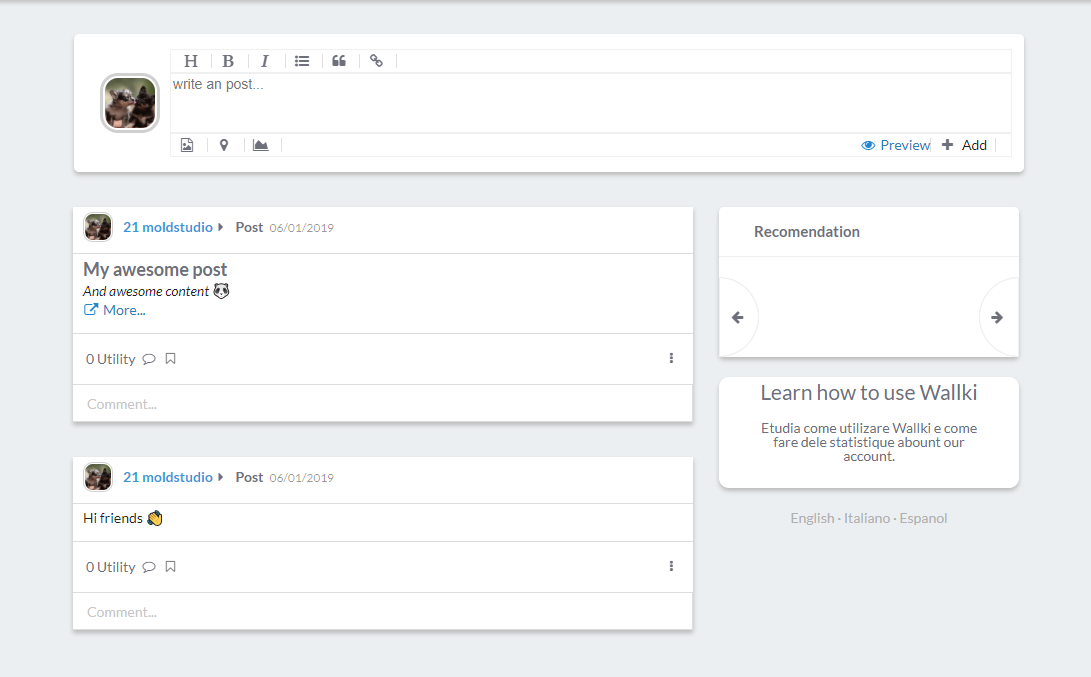 H B I
write an post...
Preview Add
21 moldstudio Post 06/01/2019
My awesome post
And awesome content 🐼
More...
0 Utility
Comment...
21 moldstudio Post 06/01/2019
Hi friends 👏
0 Utility
Comment...
Recomendation
Learn how to use Wallki
Etudia come utilizare Wallki e come
fare dele statistique abount our
account.
English · Italiano · Espanol